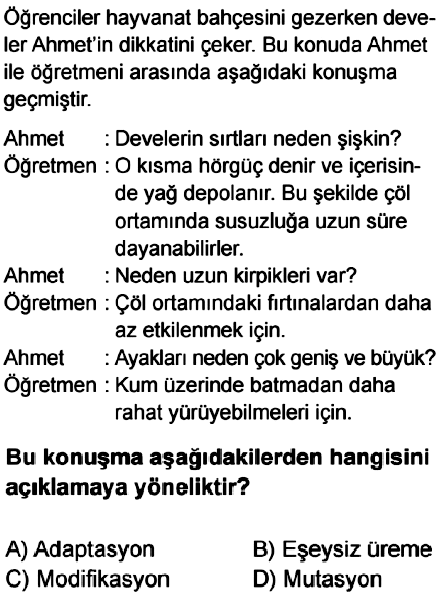 Öğrenciler hayvanat bahçesini gezerken deve-
ler Ahmet'in dikkatini çeker. Bu konuda Ahmet
ile öğretmeni arasında aşağıdaki konuşma
geçmiştir.
Ahmet : Develerin sırtları neden şişkin?
Öğretmen : O kısma hörgüç denir ve içerisin-
de yağ depolanır. Bu şekilde çöl
ortamında susuzluğa uzun süre
dayanabilirler.
Ahmet : Neden uzun kirpikleri var?
Öğretmen : Çöl ortamındaki fırtınalardan daha
az etkilenmek için.
Ahmet : Ayakları neden çok geniş ve büyük?
Öğretmen : Kum üzerinde batmadan daha
rahat yürüyebilmeleri için.
Bu konuşma aşağıdakilerden hangisini
açıklamaya yöneliktir?
A) Adaptasyon B) Eşeysiz üreme
C) Modifikasyon D) Mutasyon